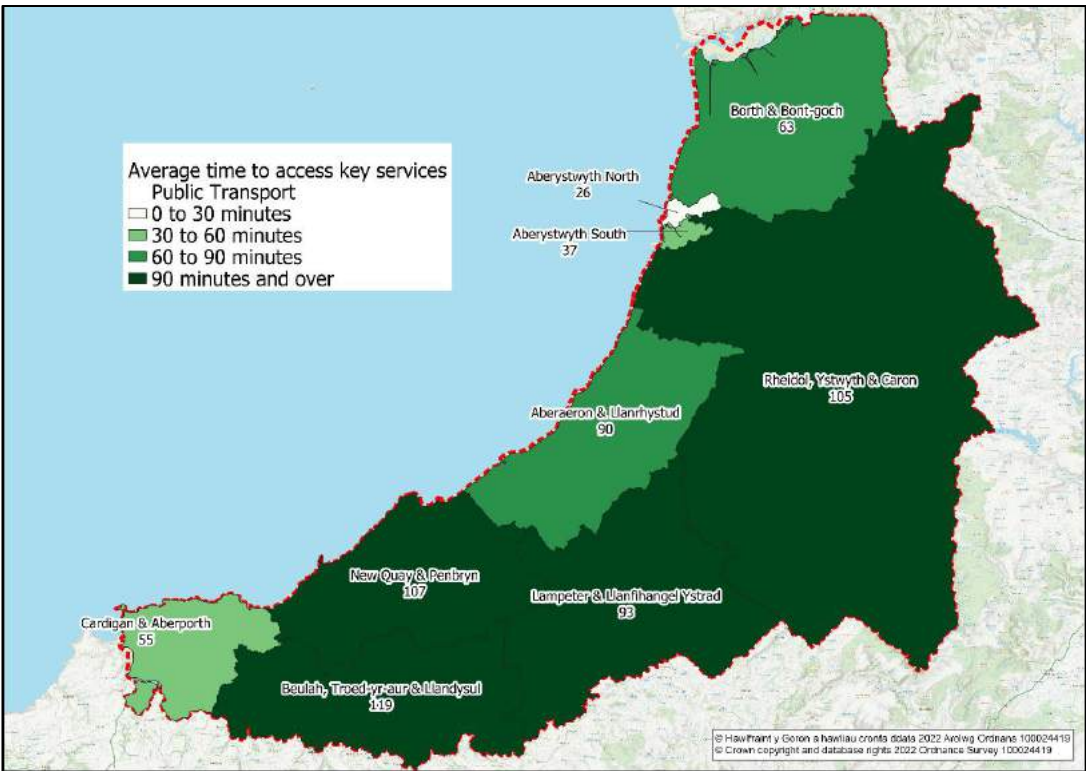 Borth & Bont-goch
63
Average time to access key services
Public Transport
0 to 30 minutes
30 to 60 minutes
60 to 90 minutes
90 minutes and over
Aberystwyth North
26
Aberystwyth South
37
Rheidol, Ystwyth & Caron
105
Aberaeron & Llanrhystud
90
New Quay & Penbryn
107
Lampeter & Llanfihangel Ystrad
93
Cardigan & Aberporth
55
Beulah, Troed-yr-aur & Llandysul
119
© Hawlfraint y Goron a hawliau cronfa ddata 2022 Arolwg Ordnans 100024419
© Crown copyright and database rights 2022 Ordnance Survey 100024419